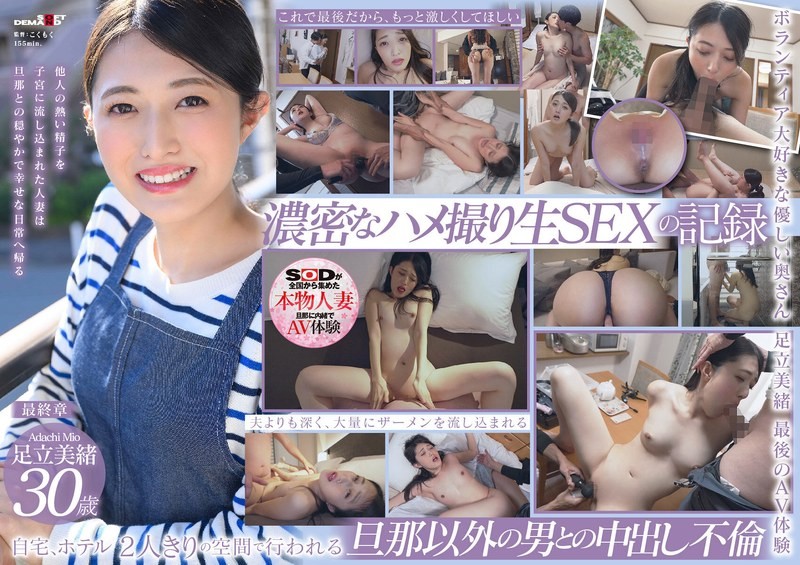 SOFT ON DEMAND
監督:こくもく
155min.
他人の熱い精子を
子宮に流し込まれた人妻は
旦那との穏やかで幸せな日常へ帰る
最終章
Adachi Mio
足立美緒
30歳
これで最後だから、もっと激しくしてほしい
ボランティア大好きな優しい奥さん 足立美緒 最後のAV体験
濃密なハメ撮り生SEXの記録
SODが
全国から集めた
本物人妻
旦那に内緒で
AV体験
夫よりも深く、大量にザーメンを流し込まれる
自宅、ホテル 2人きりの空間で行われる
旦那以外の男との中出し不倫